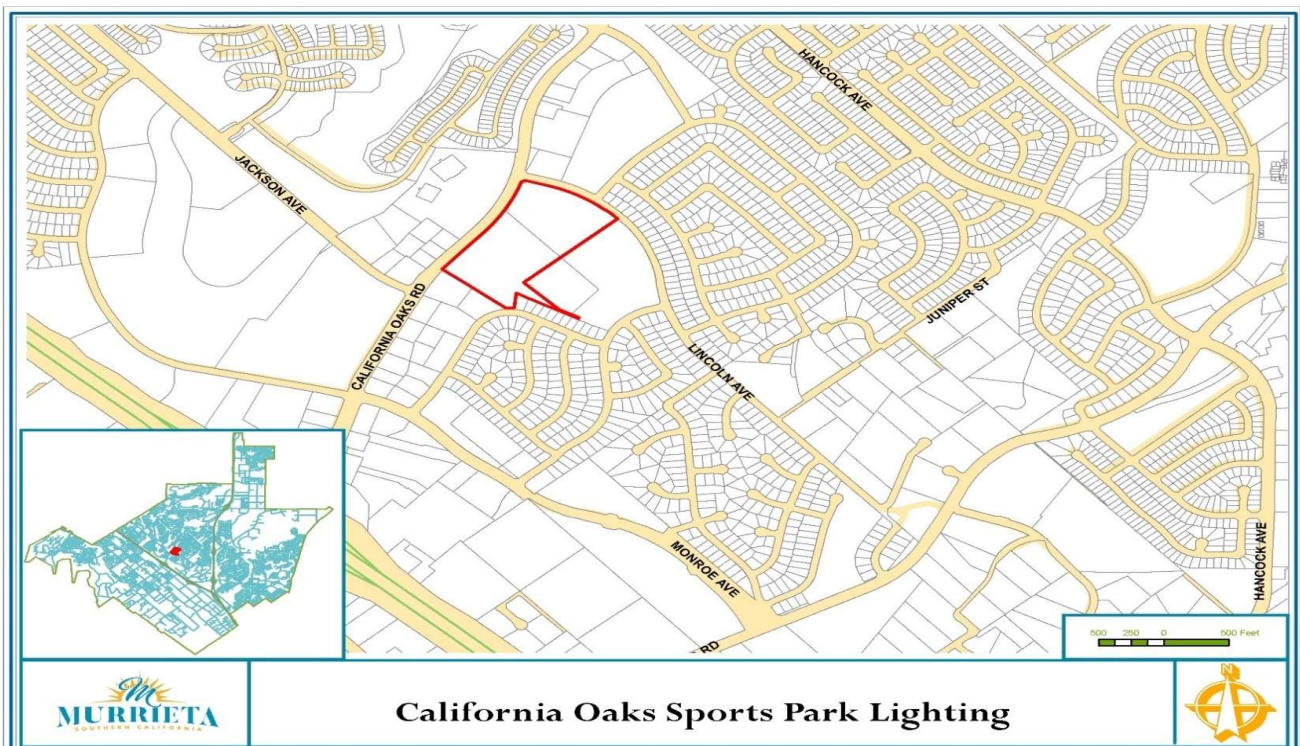 HANCOCK AVE
JACKSON AVE
CALIFORNIA OAKS RD
JUNIPER ST
LINCOLN AVE
MONROE AVE
HANCOCK AVE
RD
500 250 0 500 Feet
M
MURRIETA
SOUTHERN CALIFORNIA
California Oaks Sports Park Lighting
N